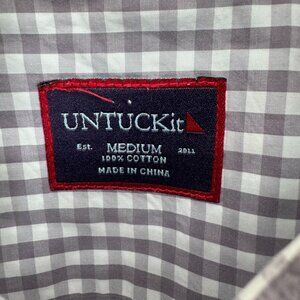 UNTUCKit
Est. MEDIUM 2011
100% COTTON
MADE IN CHINA